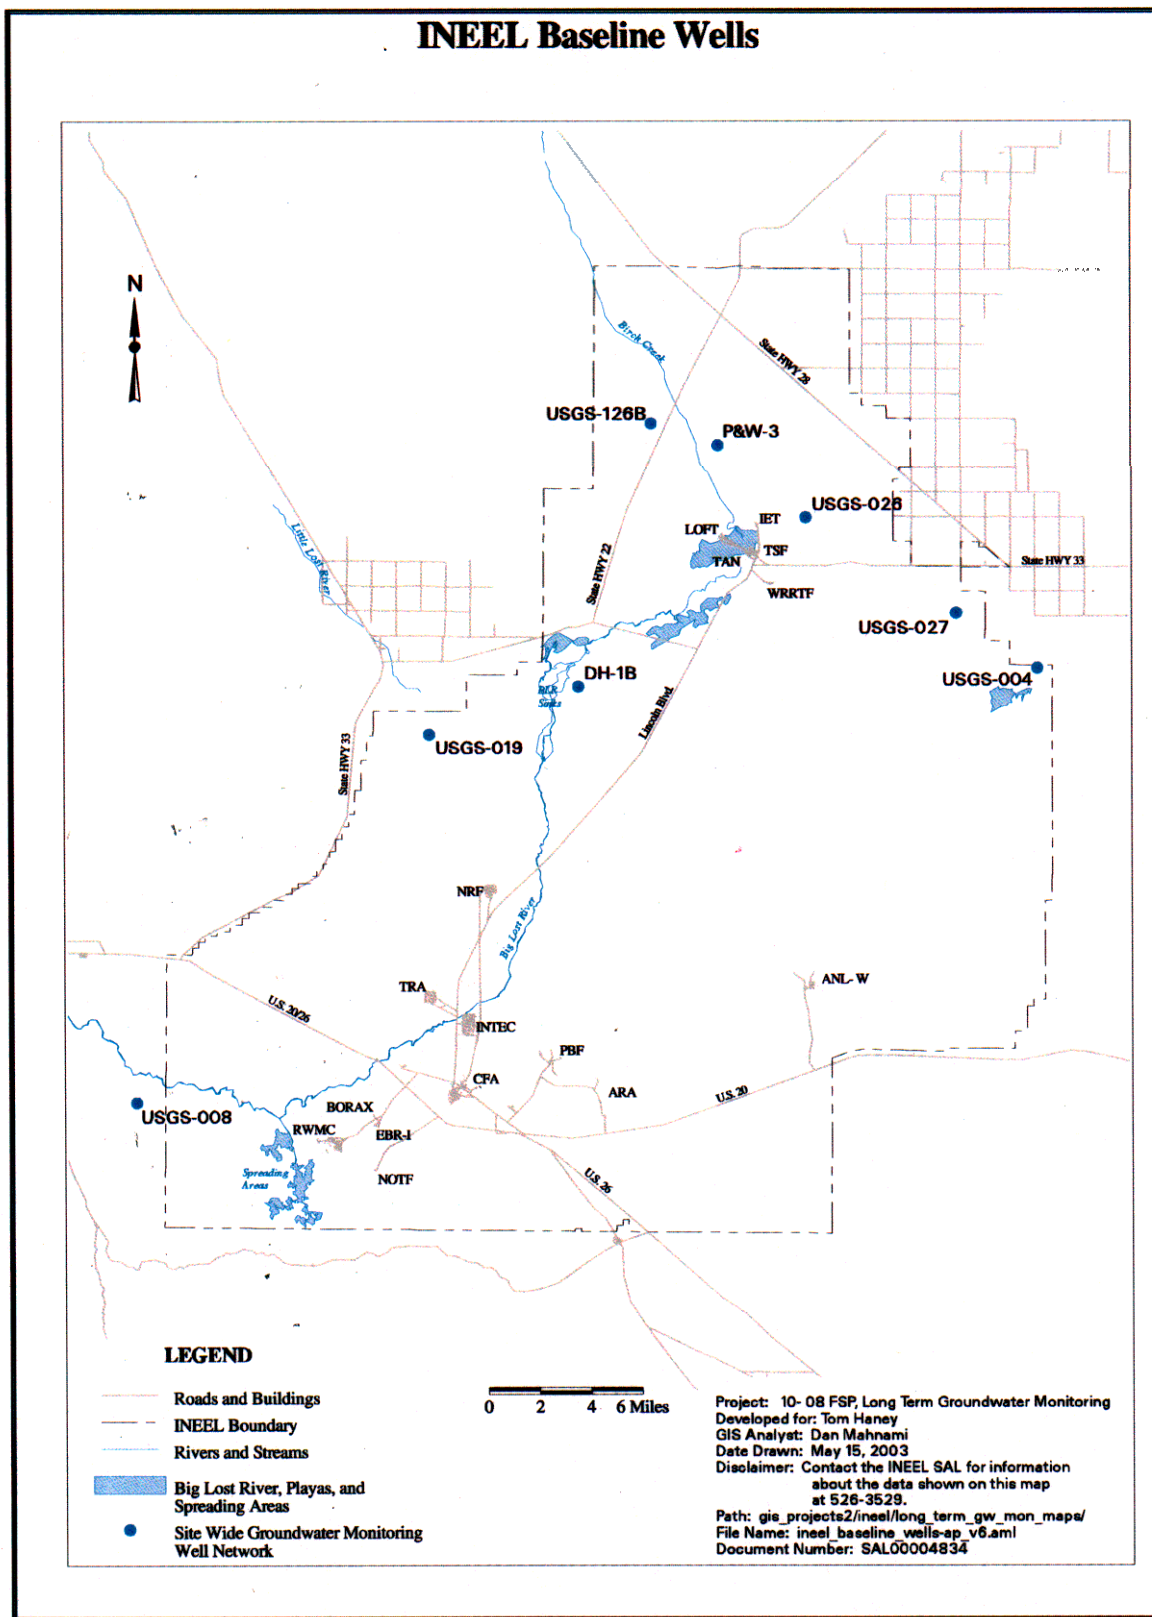 INEEL Baseline Wells
N
Birch Creek
State HWY 28
USGS-126B
P&W-3
USGS-026
IET
LOFT
TSF
TAN
WRRTF
State HWY 33
Little Lost River
State HWY 22
USGS-027
USGS-004
DH-1B
BLR
Sinks
Lincoln Blvd.
USGS-019
State HWY 33
NRF
Big Lost River
ANL-W
TRA
U.S. 20/26
INTEC
PBF
CFA
ARA
U.S. 20
BORAX
USGS-008
RWMC
EBR-I
NOTF
Spreading
Areas
U.S. 26
LEGEND
Roads and Buildings
INEEL Boundary
Rivers and Streams
Big Lost River, Playas, and
Spreading Areas
Site Wide Groundwater Monitoring
Well Network
0 2 4 6 Miles
Project: 10- 08 FSP, Long Term Groundwater Monitoring
Developed for: Tom Haney
GIS Analyst: Dan Mahnami
Date Drawn: May 15, 2003
Disclaimer: Contact the INEEL SAL for information
about the data shown on this map
at 526-3529.
Path: gis_projects2/ineel/long_term_gw_mon_maps/
File Name: ineel_baseline_wells-ap_v6.aml
Document Number: SAL00004834